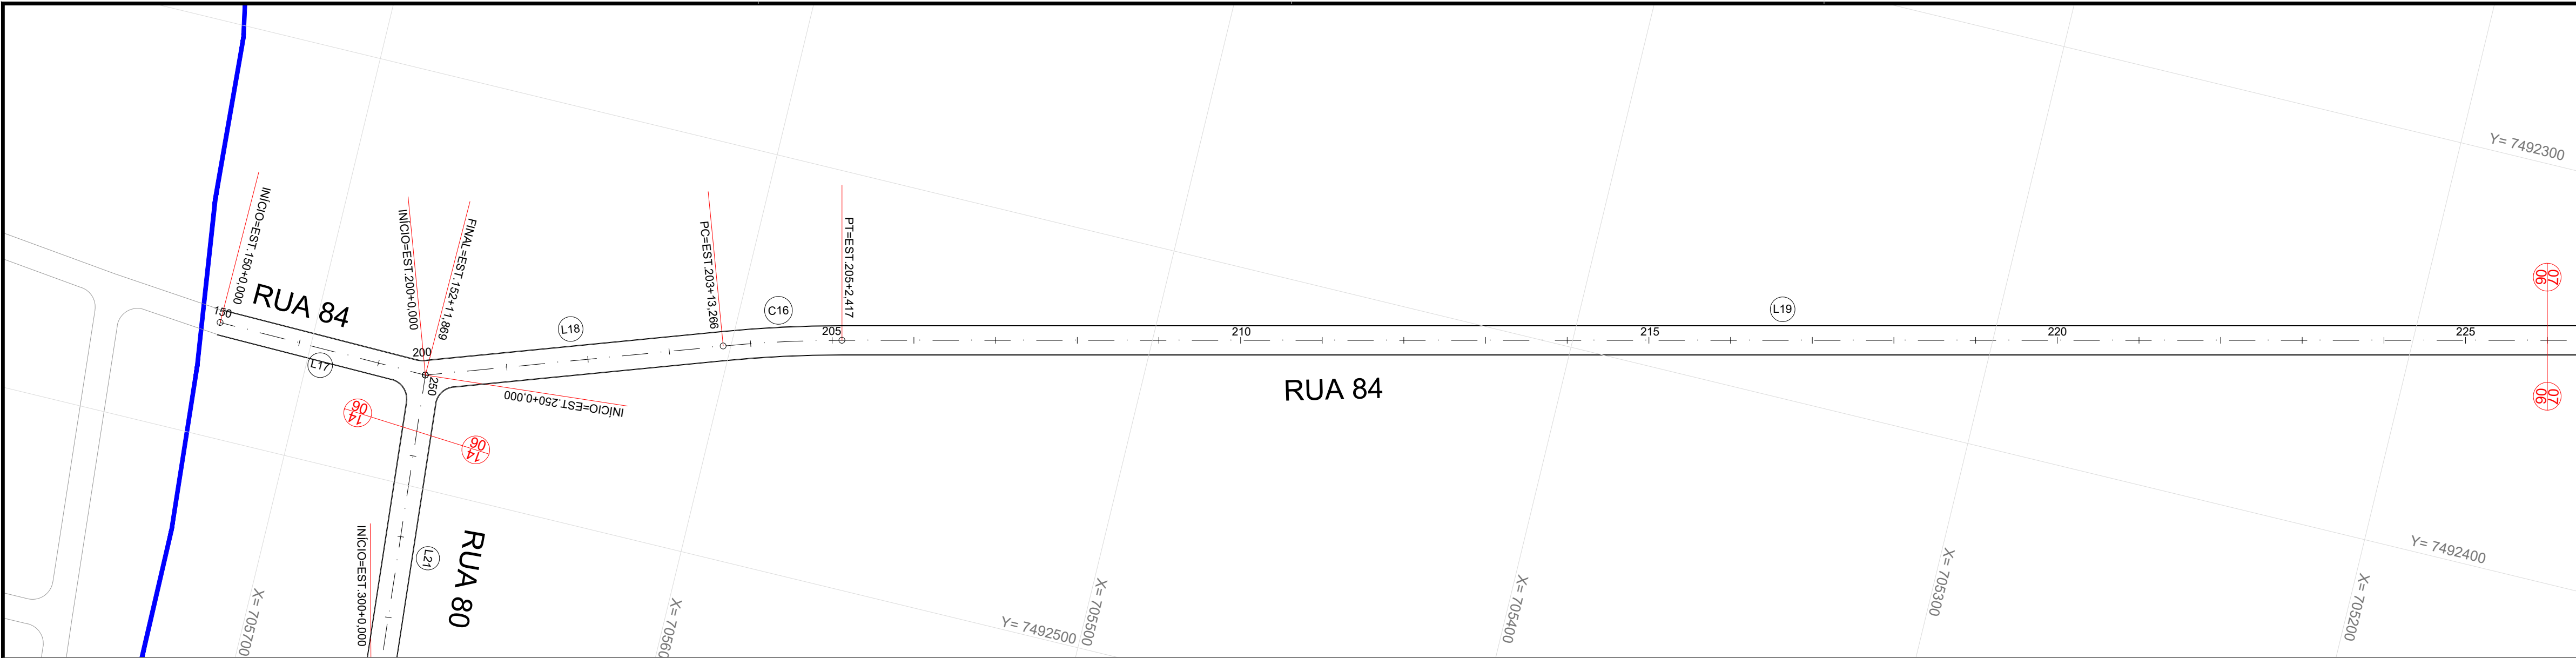 Y= 7492300
INÍCIO=EST.150+0,000
INÍCIO=EST.200+0,000
FINAL=EST.152+11,869
PC=EST.203+13,266
PT=EST.205+2,417
07
06
RUA 84
150
C16
L19
L18
205
210
215
220
225
200
L17
250
RUA 84
INÍCIO=EST.250+0,000
07
06
06
14
06
14
INÍCIO=EST.300+0,000
L21
RUA 80
Y= 7492400
X= 705700
X= 70560
X= 705500
X= 705400
X= 705300
X= 705200
Y= 7492500